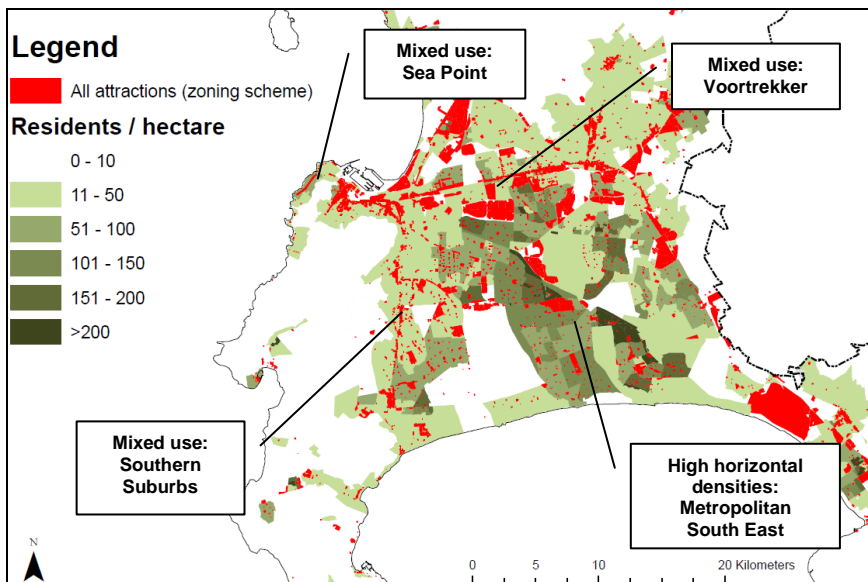 Legend
All attractions (zoning scheme)
Residents / hectare
0 - 10
11 - 50
51 - 100
101 - 150
151 - 200
>200
Mixed use:
Sea Point
Mixed use:
Voortrekker
Mixed use:
Southern
Suburbs
High horizontal
densities:
Metropolitan
South East
N
0 5 10 20 Kilometers